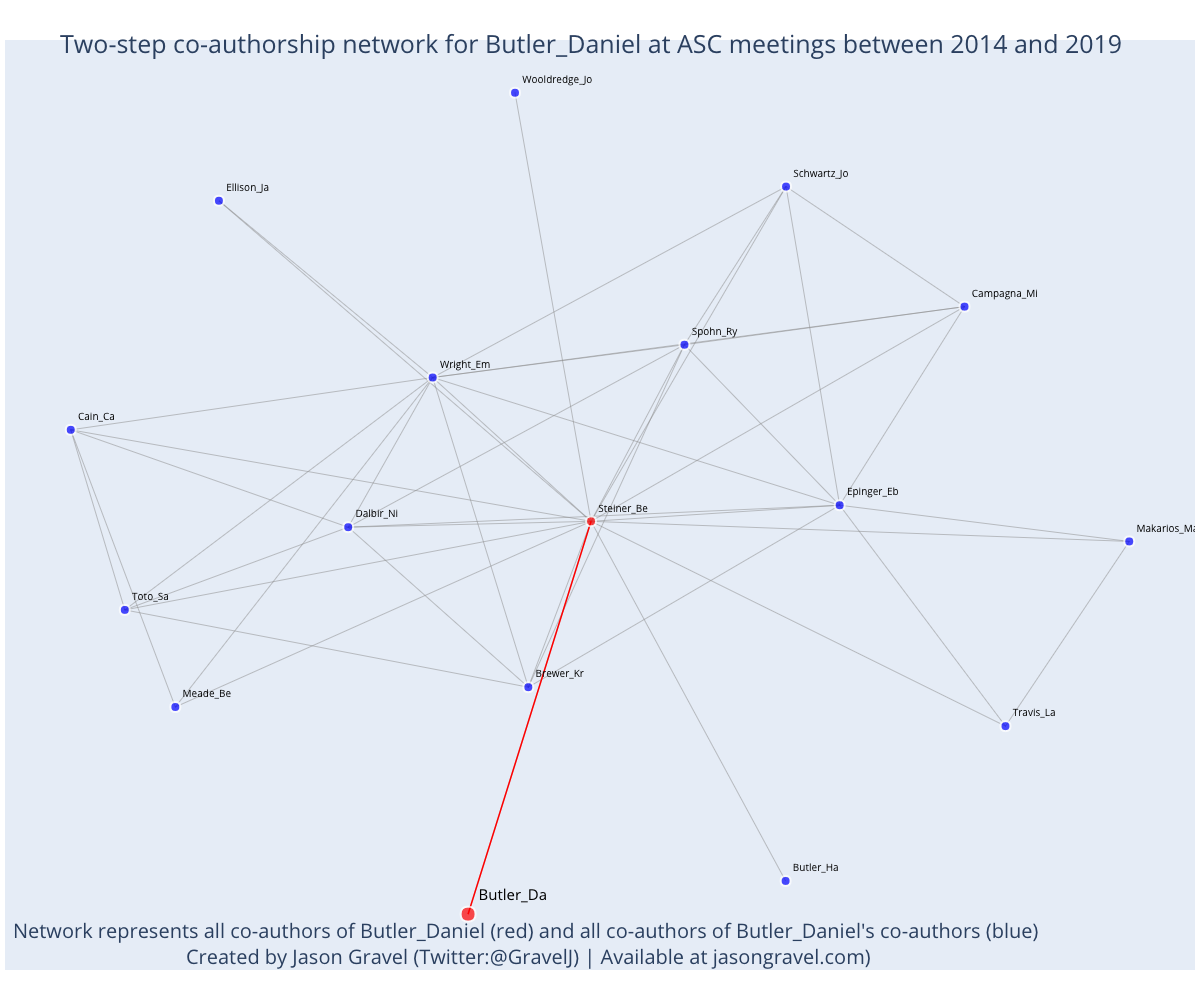 Two-step co-authorship network for Butler_Daniel at ASC meetings between 2014 and 2019
Wooldredge_Jo
Schwartz_Jo
Ellison_Ja
Campagna_Mi
Spohn_Ry
Wright_Em
Cain_Ca
Epinger_Eb
Steiner_Be
Dalbir_Ni
Makarios_Ma
Toto_Sa
Brewer_Kr
Meade_Be
Travis_La
Butler_Ha
Butler_Da
Network represents all co-authors of Butler_Daniel (red) and all co-authors of Butler_Daniel's co-authors (blue)
Created by Jason Gravel (Twitter:@GravelJ) | Available at jasongravel.com)